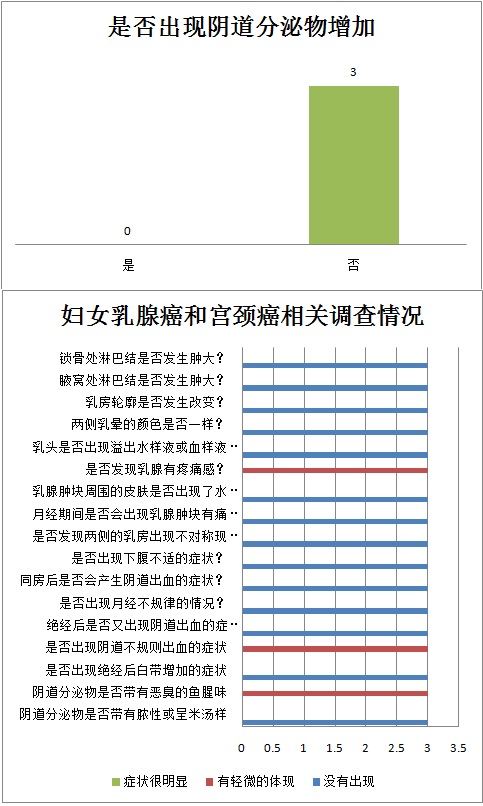 是否出现阴道分泌物增加
3
0
是
否
妇女乳腺癌和宫颈癌相关调查情况
锁骨处淋巴结是否发生肿大？
腋窝处淋巴结是否发生肿大？
乳房轮廓是否发生改变？
两侧乳晕的颜色是否一样？
乳头是否出现溢出水样液或血样液…
是否发现乳腺有疼痛感？
乳腺肿块周围的皮肤是否出现了水…
月经期间是否会出现乳腺肿块有痛…
是否发现两侧的乳房出现不对称现…
是否出现下腹不适的症状？
同房后是否会产生阴道出血的症状？
是否出现月经不规律的情况？
绝经后是否又出现阴道出血的症…
是否出现阴道不规则出血的症状
是否出现绝经后白带增加的症状
阴道分泌物是否带有恶臭的鱼腥味
阴道分泌物是否带有脓性或呈米汤样
0 0.5 1 1.5 2 2.5 3 3.5
症状很明显 有轻微的体现 没有出现